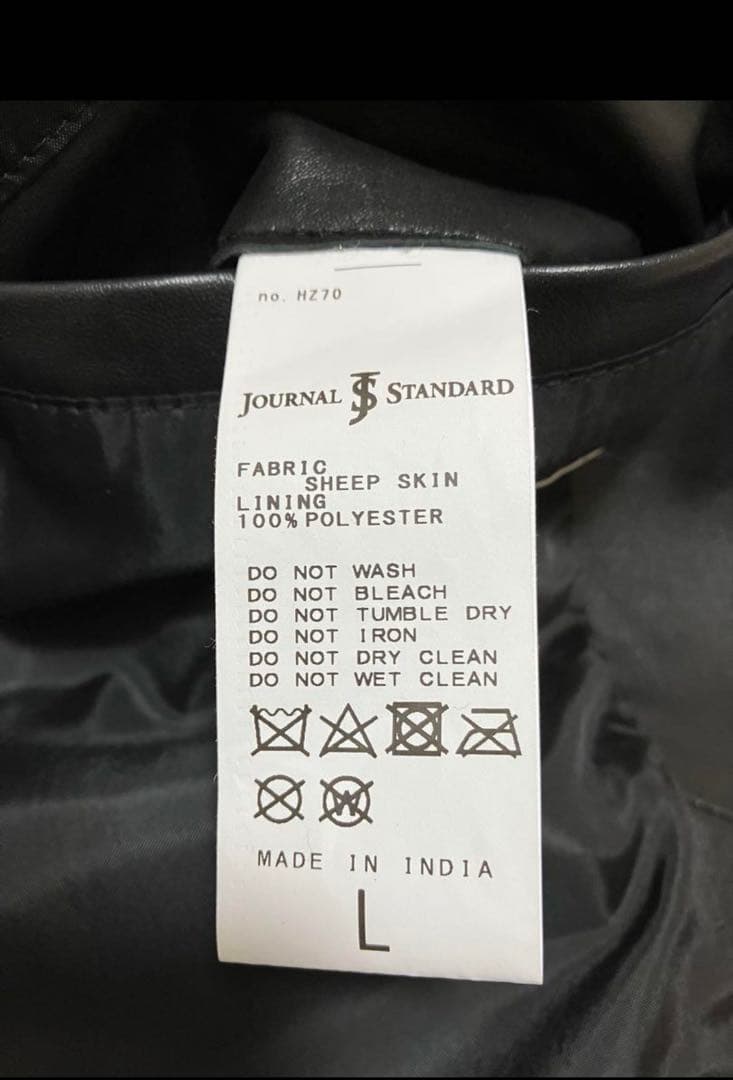 no. HZ70
JOURNAL JS STANDARD
FABRIC
SHEEP SKIN
LINING
100% POLYESTER
DO NOT WASH
DO NOT BLEACH
DO NOT TUMBLE DRY
DO NOT IRON
DO NOT DRY CLEAN
DO NOT WET CLEAN
W
MADE IN INDIA
L